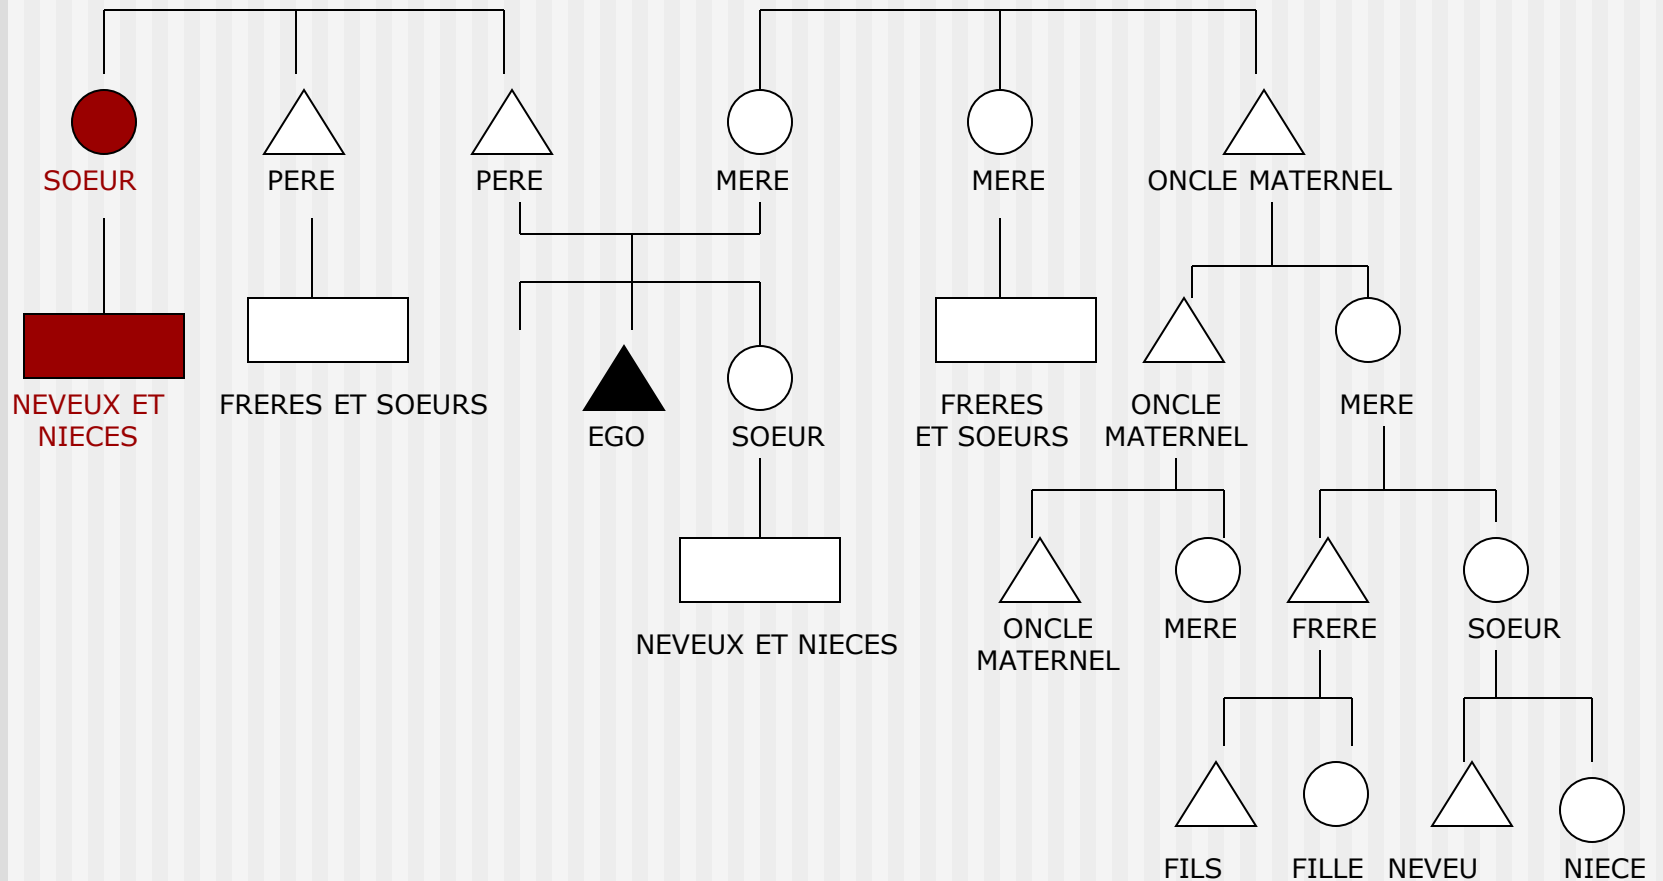 SOEUR
PERE
PERE
MERE
MERE
ONCLE MATERNEL
NEVEUX ET
NIECES
FRERES ET SOEURS
EGO
SOEUR
FRERES
ET SOEURS
ONCLE
MATERNEL
MERE
NEVEUX ET NIECES
ONCLE
MATERNEL
MERE
FRERE
SOEUR
FILS
FILLE
NEVEU
NIECE